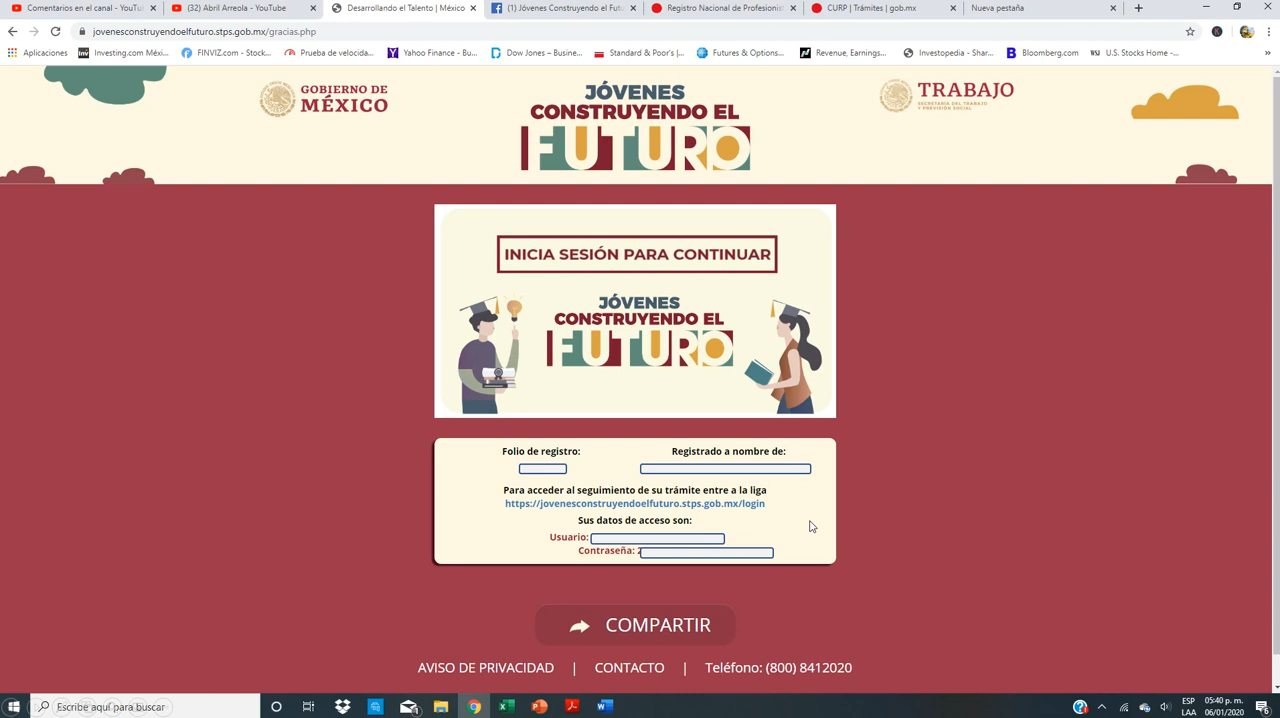 Comentarios en el canal - YouTu
(32) Abril Arreola - YouTube
Desarrollando el Talento | México
(1) Jóvenes Construyendo el Futu
Registro Nacional de Profesionist
CURP | Trámites | gob.mx
Nueva pestaña
jovenesconstruyendoelfuturo.stps.gob.mx/gracias.php
Aplicaciones
Investing.com Méxi...
FINVIZ.com - Stock...
Prueba de velocida...
Yahoo Finance - Bu...
Dow Jones – Busine...
Standard & Poor's |...
Futures & Options...
Revenue, Earnings...
Investopedia - Shar...
Bloomberg.com
WSJ
U.S. Stocks Home -...
GOBIERNO DE
MÉXICO
JÓVENES
CONSTRUYENDO EL
FUTURO
TRABAJO
SECRETARÍA DEL TRABAJO
Y PREVISIÓN SOCIAL
INICIA SESIÓN PARA CONTINUAR
JÓVENES
CONSTRUYENDO EL
FUTURO
Folio de registro:
Registrado a nombre de:
Para acceder al seguimiento de su trámite entre a la liga
https://jovenesconstruyendoelfuturo.stps.gob.mx/login
Sus datos de acceso son:
Usuario:
Contraseña: 2
COMPARTIR
AVISO DE PRIVACIDAD | CONTACTO | Teléfono: (800) 8412020
Escribe aquí para buscar
ESP
LAA
05:40 p. m.
06/01/2020